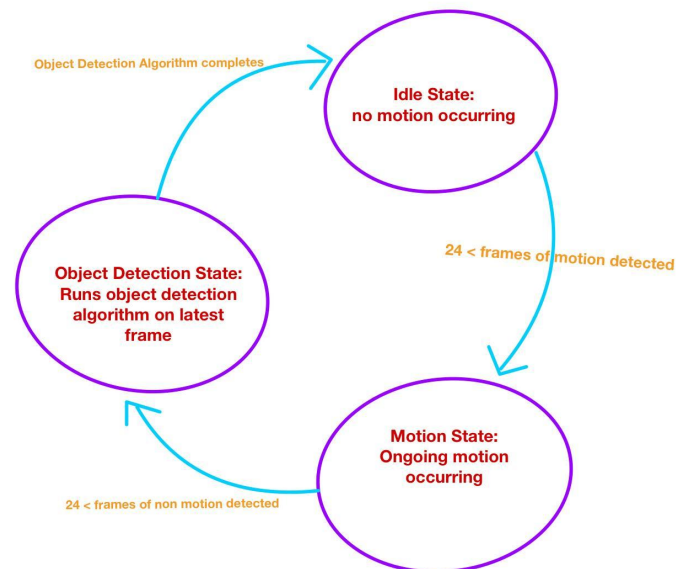 Object Detection Algorithm completes
Idle State:
no motion occurring
24 < frames of motion detected
Object Detection State:
Runs object detection
algorithm on latest
frame
Motion State:
Ongoing motion
occurring
24 < frames of non motion detected